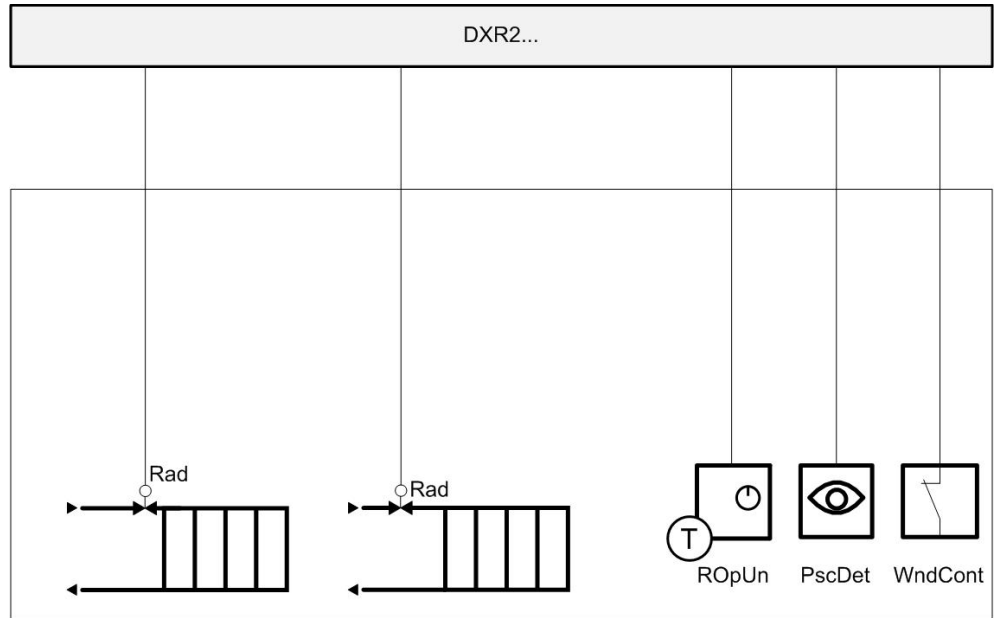 DXR2...
Rad
Rad
T
ROpUn
PscDet
WndCont